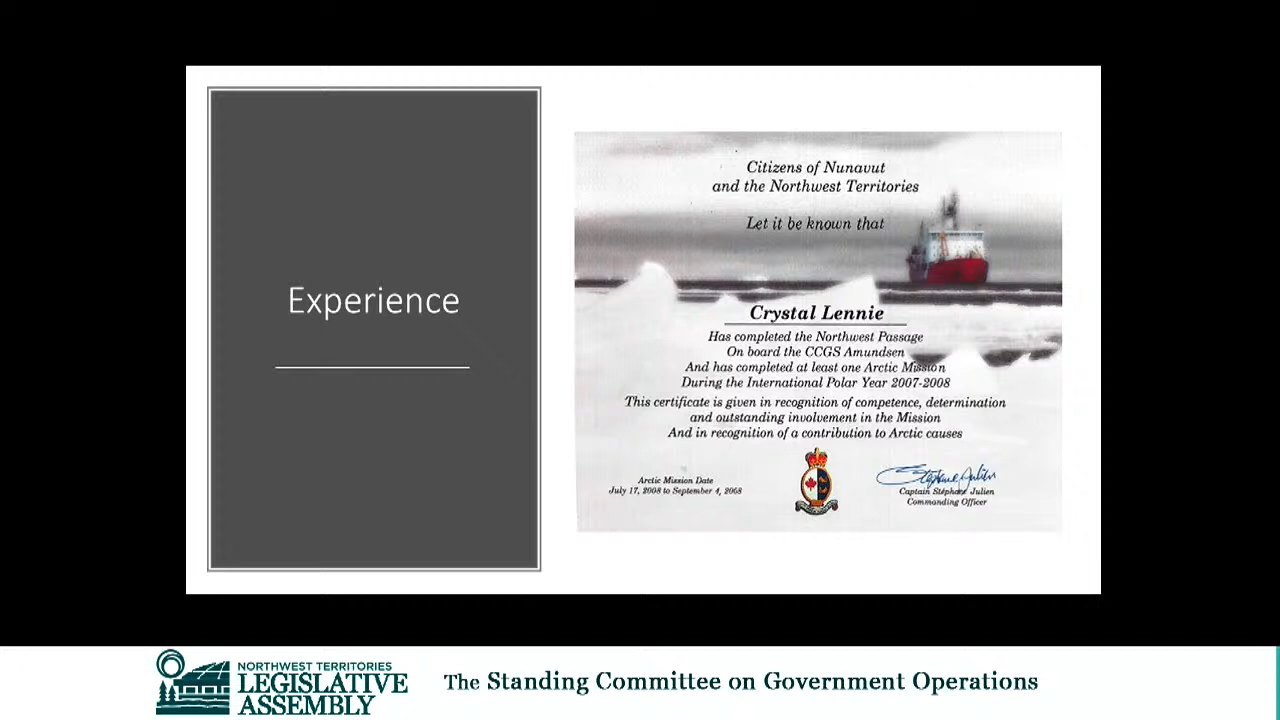 Experience
Citizens of Nunavut
and the Northwest Territories
Let it be known that
Crystal Lennie
Has completed the Northwest Passage
On board the CCGS Amundsen
And has completed at least one Arctic Mission
During the International Polar Year 2007-2008
This certificate is given in recognition of competence, determination
and outstanding involvement in the Mission
And in recognition of a contribution to Arctic causes
Arctic Mission Date
July 17, 2008 to September 4, 2008
Stéphane Julien
Captain Stéphane Julien
Commanding Officer
NORTHWEST TERRITORIES
LEGISLATIVE
ASSEMBLY
The Standing Committee on Government Operations